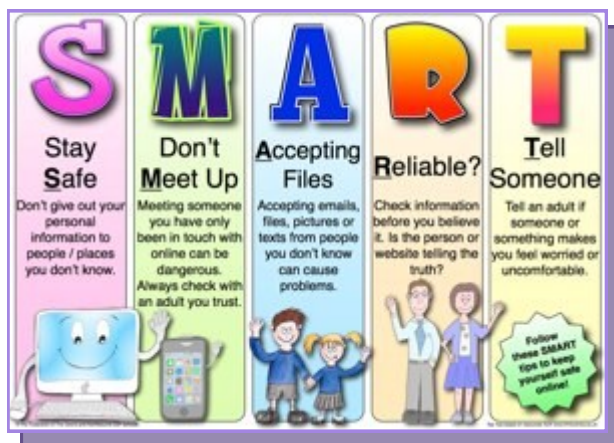 SMART
Stay
Safe
Don't give out your
personal
information to
people / places
you don't know.
Don't
Meet Up
Meeting someone
you have only
been in touch with
online can be
dangerous.
Always check with
an adult you trust.
Accepting
Files
Accepting emails,
files, pictures or
texts from people
you don't know
can cause
problems.
Reliable?
Check information
before you believe
it. Is the person or
website telling the
truth?
Tell
Someone
Tell an adult if
someone or
something makes
you feel worried or
uncomfortable.
Follow
these SMART
tips to keep
yourself safe
online!